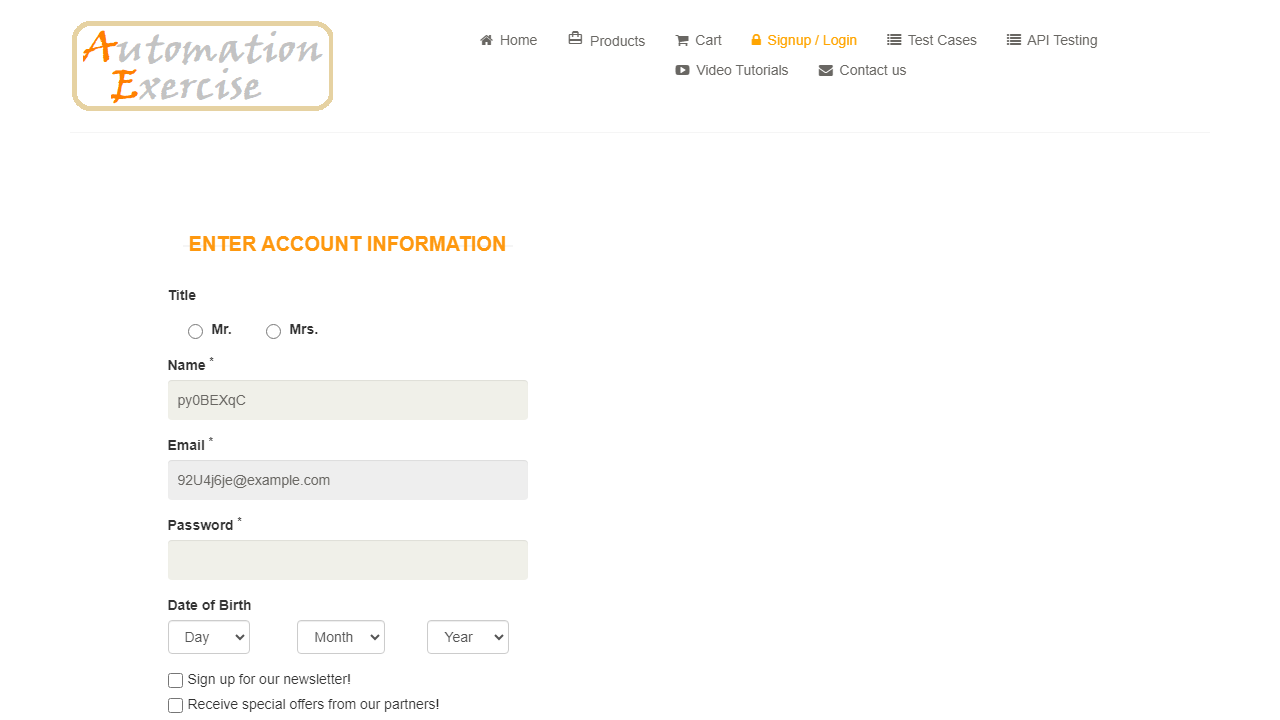 Automation
Exercise
Home
Products
Cart
Signup / Login
Test Cases
API Testing
Video Tutorials
Contact us
ENTER ACCOUNT INFORMATION
Title
Mr. Mrs.
Name *
py0BEXqC
Email *
92U4j6je@example.com
Password *
Date of Birth
Day Month Year
Sign up for our newsletter!
Receive special offers from our partners!